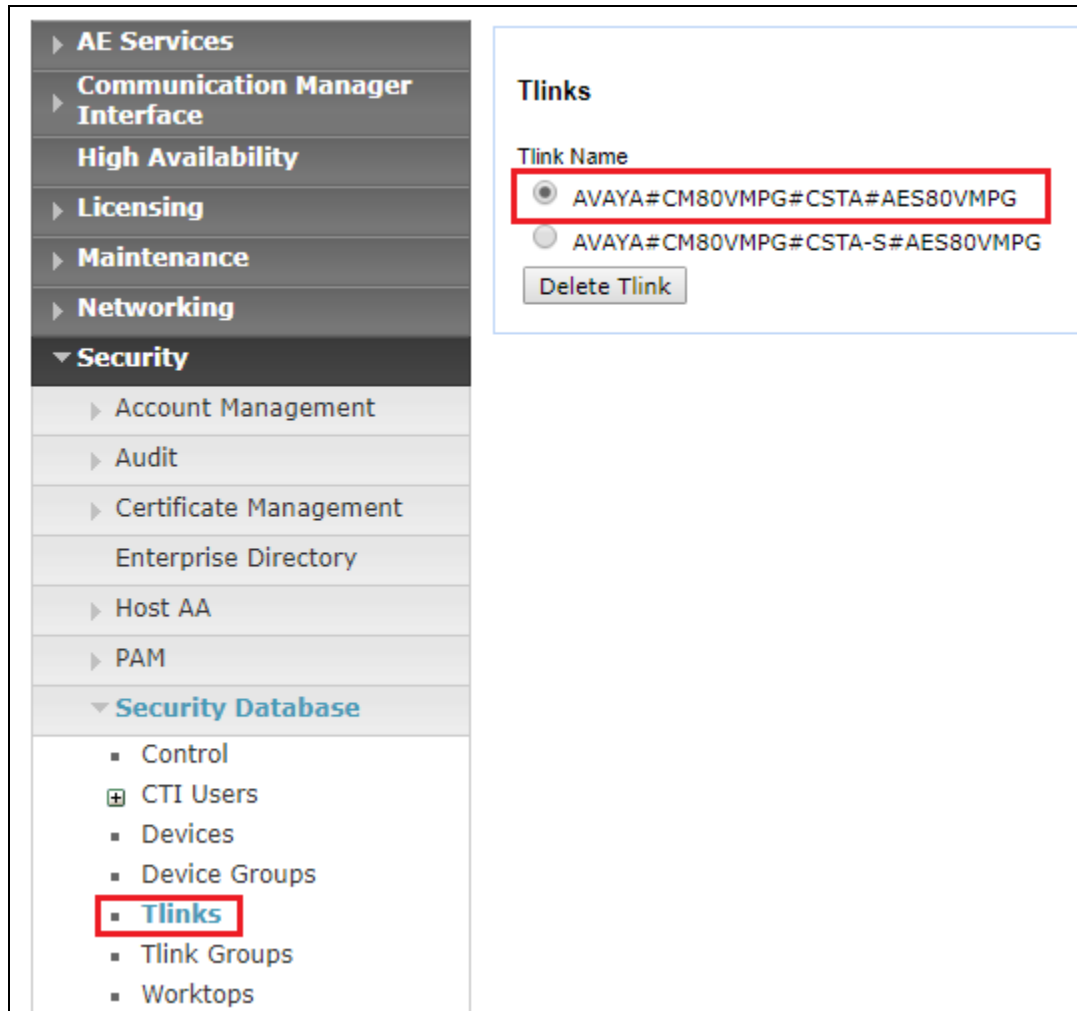 AE Services
Communication Manager
Interface
High Availability
Licensing
Maintenance
Networking
Security
Account Management
Audit
Certificate Management
Enterprise Directory
Host AA
PAM
Security Database
Control
CTI Users
Devices
Device Groups
Tlinks
Tlink Groups
Worktops
Tlinks
Tlink Name
AVAYA#CM80VMPG#CSTA#AES80VMPG
AVAYA#CM80VMPG#CSTA-S#AES80VMPG
Delete Tlink